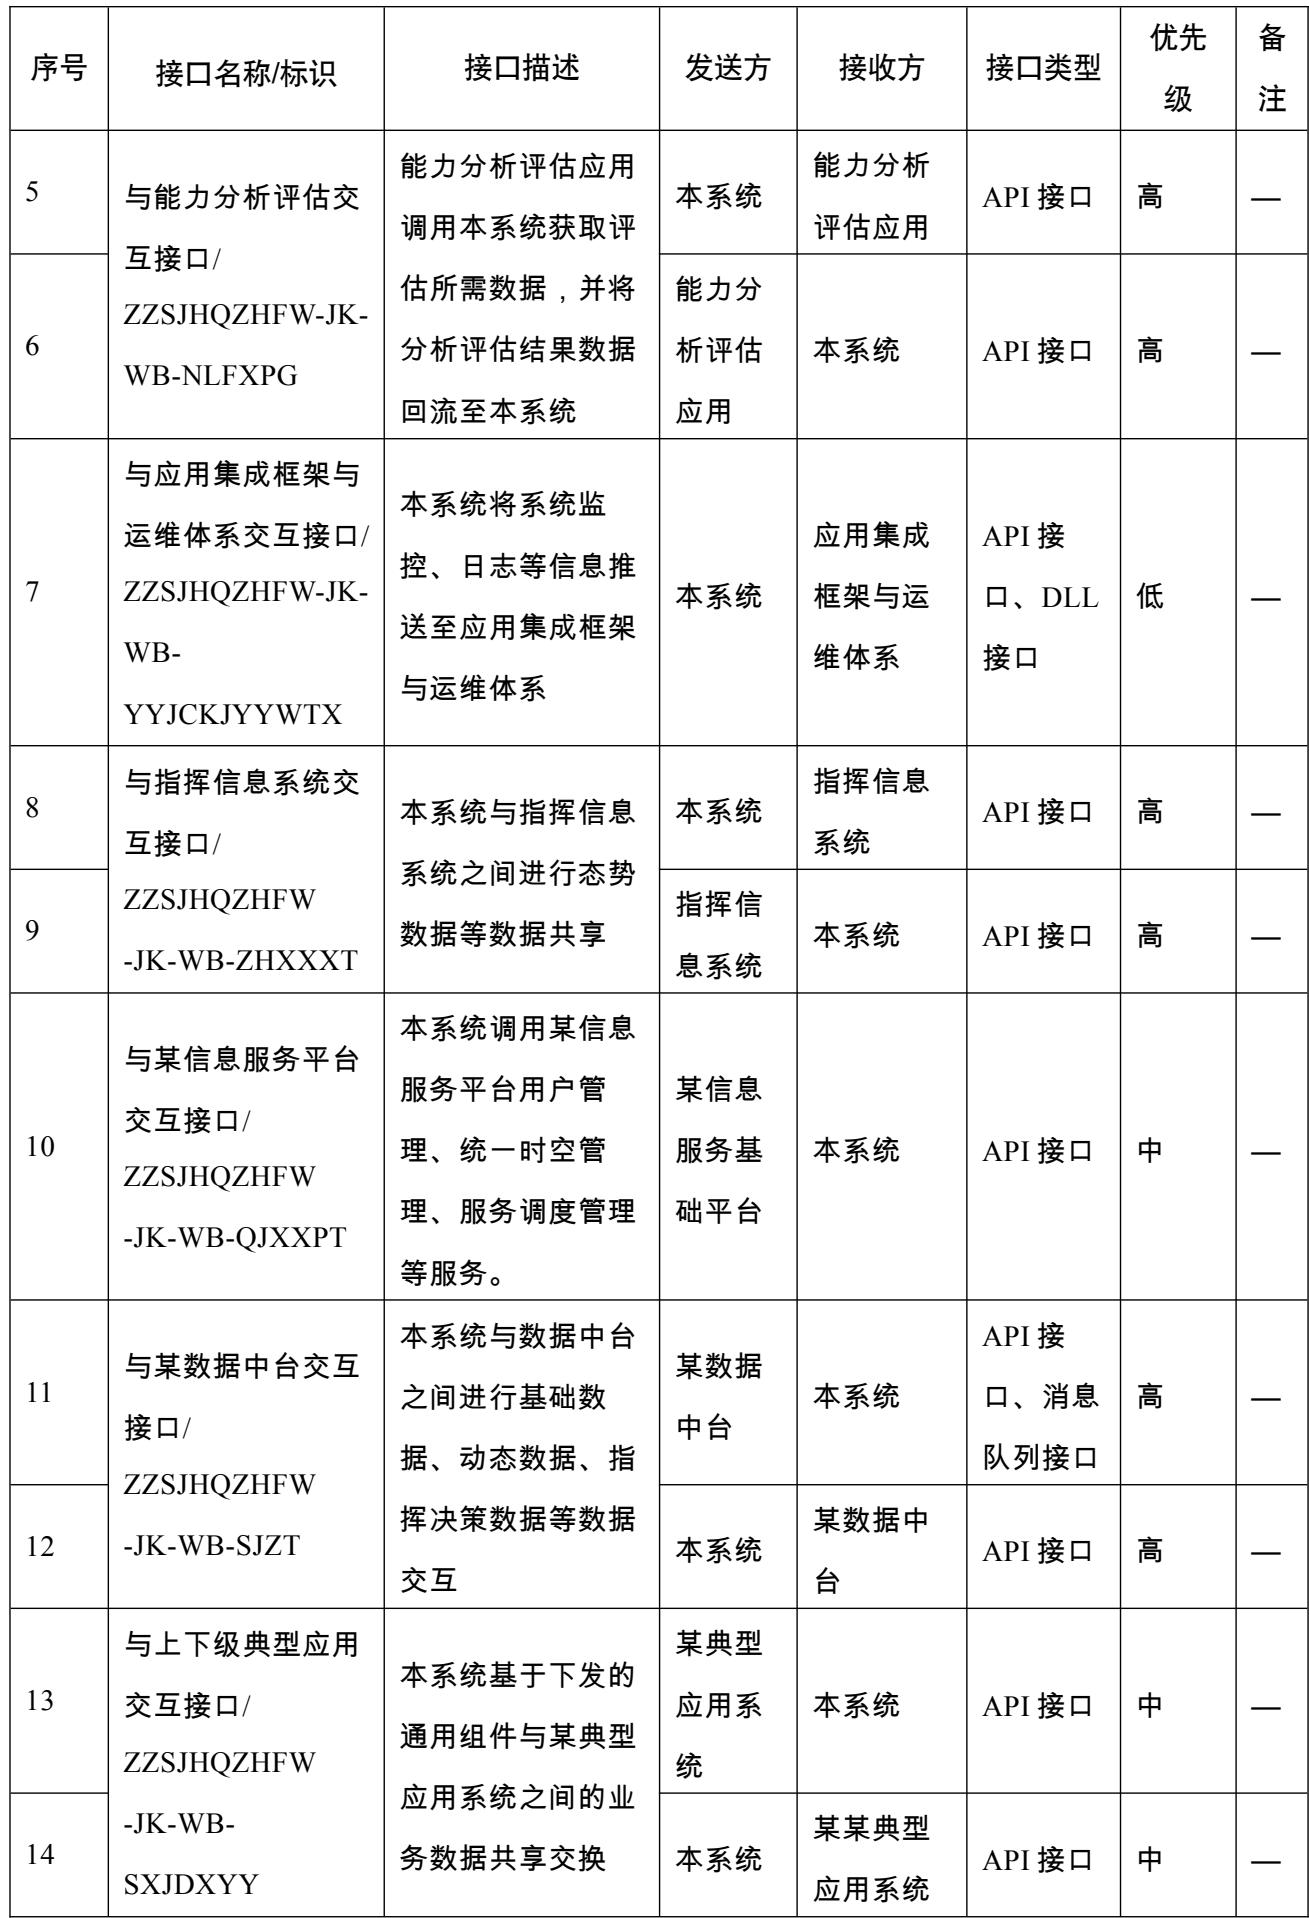 序号
接口名称/标识
接口描述
发送方
接收方
接口类型
优先
级
备
注
5
与能力分析评估交
互接口/
ZZSJHQZHFW-JK-
WB-NLFXPG
能力分析评估应用
调用本系统获取评
估所需数据，并将
分析评估结果数据
回流至本系统
本系统
能力分析
评估应用
API 接口
高
—
6
能力分
析评估
应用
本系统
API 接口
高
—
7
与应用集成框架与
运维体系交互接口/
ZZSJHQZHFW-JK-
WB-
YYJCKJYYWTX
本系统将系统监
控、日志等信息推
送至应用集成框架
与运维体系
本系统
应用集成
框架与运
维体系
API 接
口、DLL
接口
低
—
8
与指挥信息系统交
互接口/
ZZSJHQZHFW
-JK-WB-ZHXXXT
本系统与指挥信息
系统之间进行态势
数据等数据共享
本系统
指挥信息
系统
API 接口
高
—
9
指挥信
息系统
本系统
API 接口
高
—
10
与某信息服务平台
交互接口/
ZZSJHQZHFW
-JK-WB-QJXXPT
本系统调用某信息
服务平台用户管
理、统一时空管
理、服务调度管理
等服务。
某信息
服务基
础平台
本系统
API 接口
中
—
11
与某数据中台交互
接口/
ZZSJHQZHFW
-JK-WB-SJZT
本系统与数据中台
之间进行基础数
据、动态数据、指
挥决策数据等数据
交互
某数据
中台
本系统
API 接
口、消息
队列接口
高
—
12
本系统
某数据中
台
API 接口
高
—
13
与上下级典型应用
交互接口/
ZZSJHQZHFW
-JK-WB-
SXJDXYY
本系统基于下发的
通用组件与某典型
应用系统之间的业
务数据共享交换
某典型
应用系
统
本系统
API 接口
中
—
14
本系统
某某典型
应用系统
API 接口
中
—